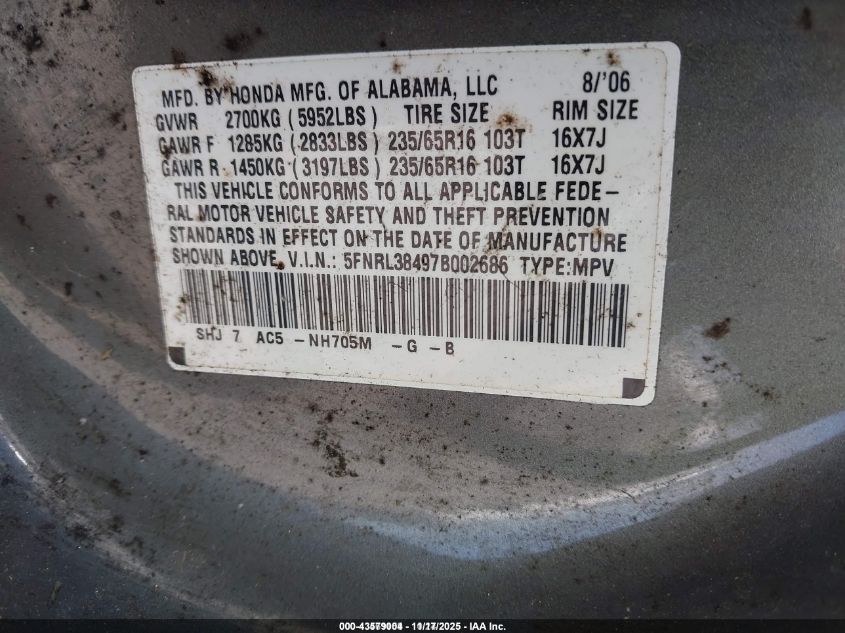 MFD. BY HONDA MFG. OF ALABAMA, LLC 8/'06
GVWR 2700KG (5952LBS) TIRE SIZE RIM SIZE
GAWR F 1285KG (2833LBS) 235/65R16 103T 16X7J
GAWR R 1450KG (3197LBS) 235/65R16 103T 16X7J
THIS VEHICLE CONFORMS TO ALL APPLICABLE FEDE-
RAL MOTOR VEHICLE SAFETY AND THEFT PREVENTION
STANDARDS IN EFFECT ON THE DATE OF MANUFACTURE
SHOWN ABOVE. V.I.N.: 5FNRL38497B002686 TYPE:MPV
SHJ 7 AC5 -NH705M -G -B
- IAA Inc.